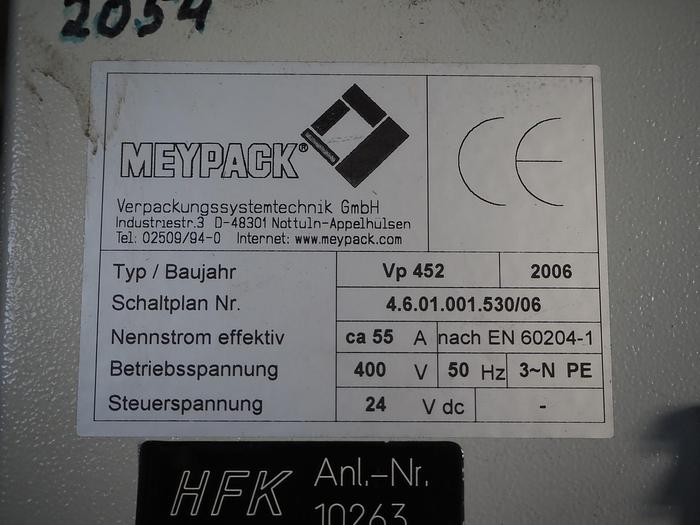 2054
MEYPACK®
CE
Verpackungssystemtechnik GmbH
Industriestr.3 D-48301 Nottuln-Appelhülsen
Tel: 02509/94-0 Internet: www.meypack.com
Typ / Baujahr Vp 452 2006
Schaltplan Nr. 4.6.01.001.530/06
Nennstrom effektiv ca 55 A nach EN 60204-1
Betriebsspannung 400 V 50 Hz 3~N PE
Steuerspannung 24 V dc -
HFK Anl.-Nr.
10263